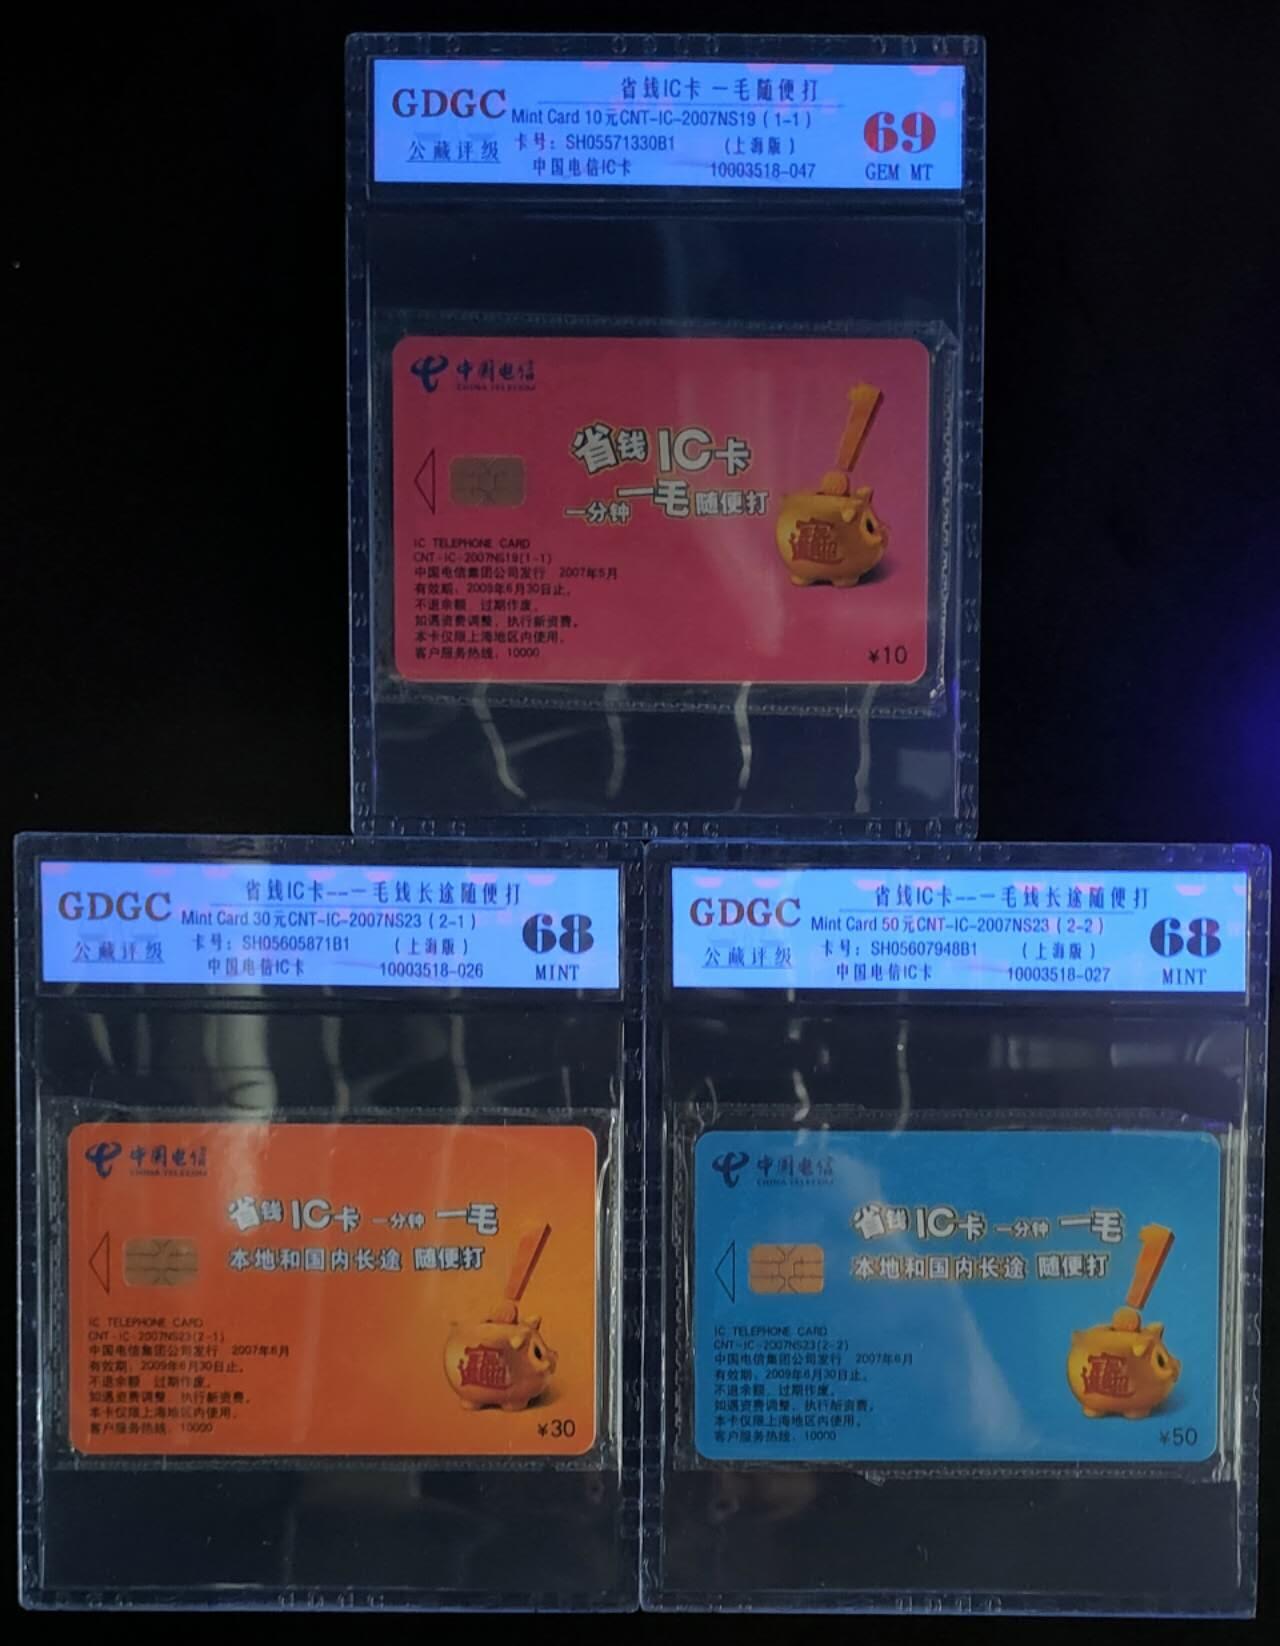 GDGC
公藏评级
省钱IC卡 一毛随便打
Mint Card 10元CNT-IC-2007NS19 (1-1)
卡号: SH05571330B1 (上海版)
中国电信IC卡 10003518-047
69
GEM MT
中国电信
CHINA TELECOM
省钱IC卡
一分钟一毛随便打
IC TELEPHONE CARD
CNT-IC-2007NS19(1-1)
中国电信集团公司发行 2007年5月
有效期: 2009年6月30日止。
不退余额 过期作废。
如遇资费调整, 执行新资费。
本卡仅限上海地区内使用。
客户服务热线: 10000
¥10
GDGC
公藏评级
省钱IC卡--一毛钱长途随便打
Mint Card 30元CNT-IC-2007NS23 (2-1)
卡号: SH05605871B1 (上海版)
中国电信IC卡 10003518-026
68
MINT
中国电信
CHINA TELECOM
省钱IC卡 一分钟 一毛
本地和国内长途 随便打
IC TELEPHONE CARD
CNT-IC-2007NS23(2-1)
中国电信集团公司发行 2007年6月
有效期: 2009年6月30日止。
不退余额 过期作废。
如遇资费调整 执行新资费。
本卡仅限上海地区内使用。
客户服务热线: 10000
¥30
GDGC
公藏评级
省钱IC卡--一毛钱长途随便打
Mint Card 50元CNT-IC-2007NS23 (2-2)
卡号: SH05607948B1 (上海版)
中国电信IC卡 10003518-027
68
MINT
中国电信
CHINA TELECOM
省钱IC卡 一分钟 一毛
本地和国内长途 随便打
IC TELEPHONE CARD
CNT-IC-2007NS23(2-2)
中国电信集团公司发行 2007年6月
有效期: 2009年6月30日止。
不退余额 过期作废。
如遇资费调整, 执行新资费。
本卡仅限上海地区内使用。
客户服务热线: 10000
¥50